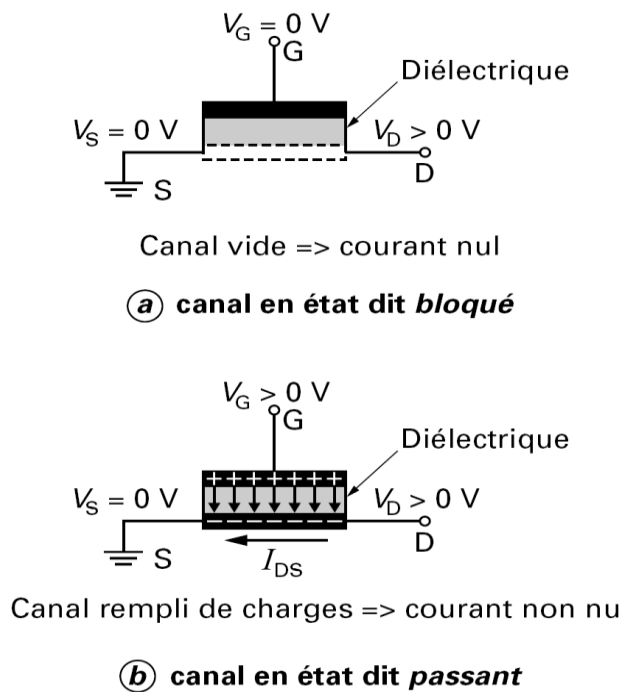 V_G = 0 V
G
Diélectrique
V_S = 0 V
V_D > 0 V
D
S
Canal vide => courant nul
a canal en état dit bloqué
V_G > 0 V
G
Diélectrique
+ + + + + + +
V_S = 0 V
V_D > 0 V
D
S
I_DS
Canal rempli de charges => courant non nu
b canal en état dit passant